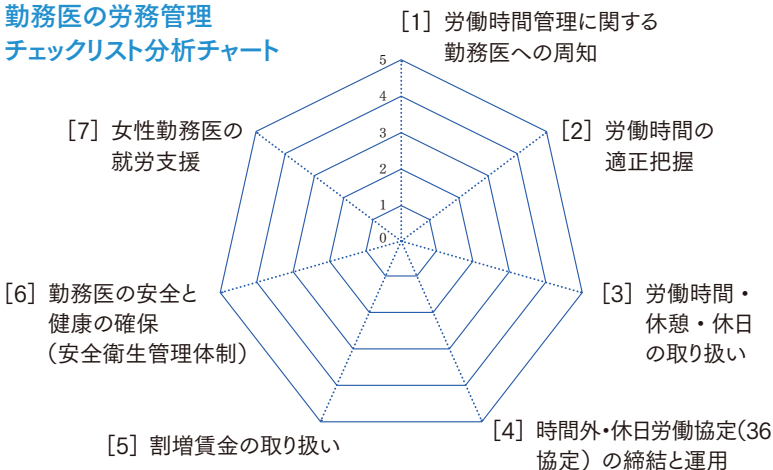 勤務医の労務管理
チェックリスト分析チャート
[1] 労働時間管理に関する
勤務医への周知
[2] 労働時間の
適正把握
[3] 労働時間・
休憩・休日
の取り扱い
[4] 時間外・休日労働協定(36
協定）の締結と運用
[5] 割増賃金の取り扱い
[6] 勤務医の安全と
健康の確保
（安全衛生管理体制）
[7] 女性勤務医の
就労支援
5
4
3
2
1
0